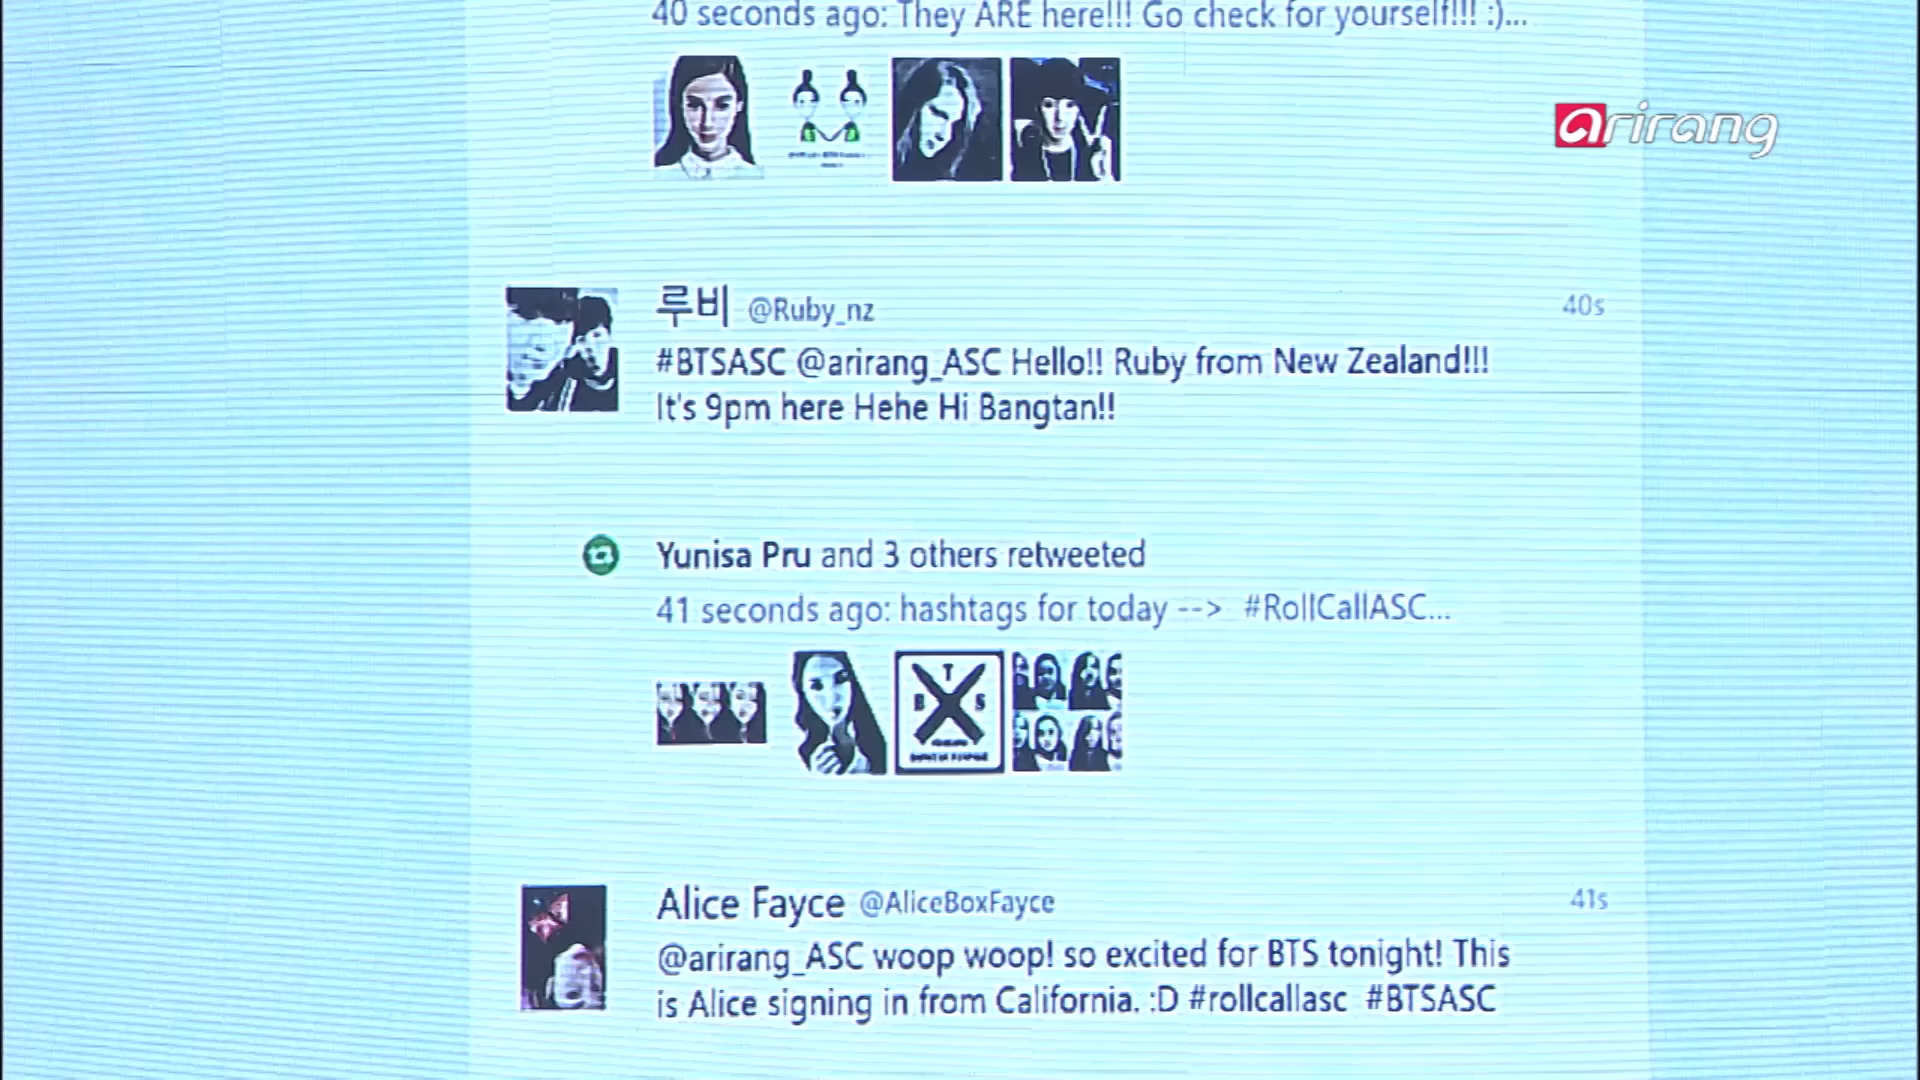 40 seconds ago: They ARE here!!! Go check for yourself!!! :)...
arirang
루비 @Ruby_nz 40s
#BTSASC @arirang_ASC Hello!! Ruby from New Zealand!!!
It's 9pm here Hehe Hi Bangtan!!
Yunisa Pru and 3 others retweeted
41 seconds ago: hashtags for today --> #RollCallASC...
T
B S
Alice Fayce @AliceBoxFayce 41s
@arirang_ASC woop woop! so excited for BTS tonight! This
is Alice signing in from California. :D #rollcallasc #BTSASC